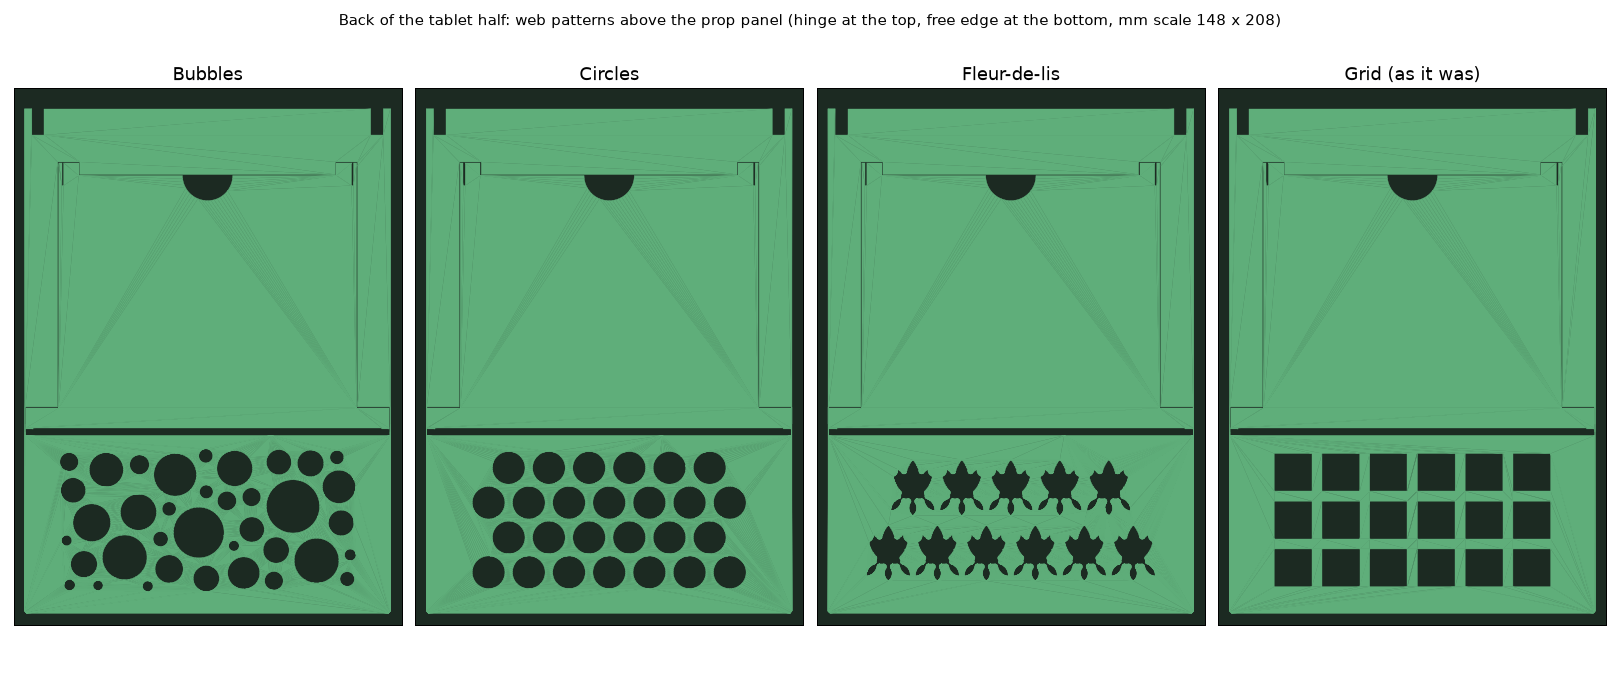 Back of the tablet half: web patterns above the prop panel (hinge at the top, free edge at the bottom, mm scale 148 x 208)
Bubbles
Circles
Fleur-de-lis
Grid (as it was)